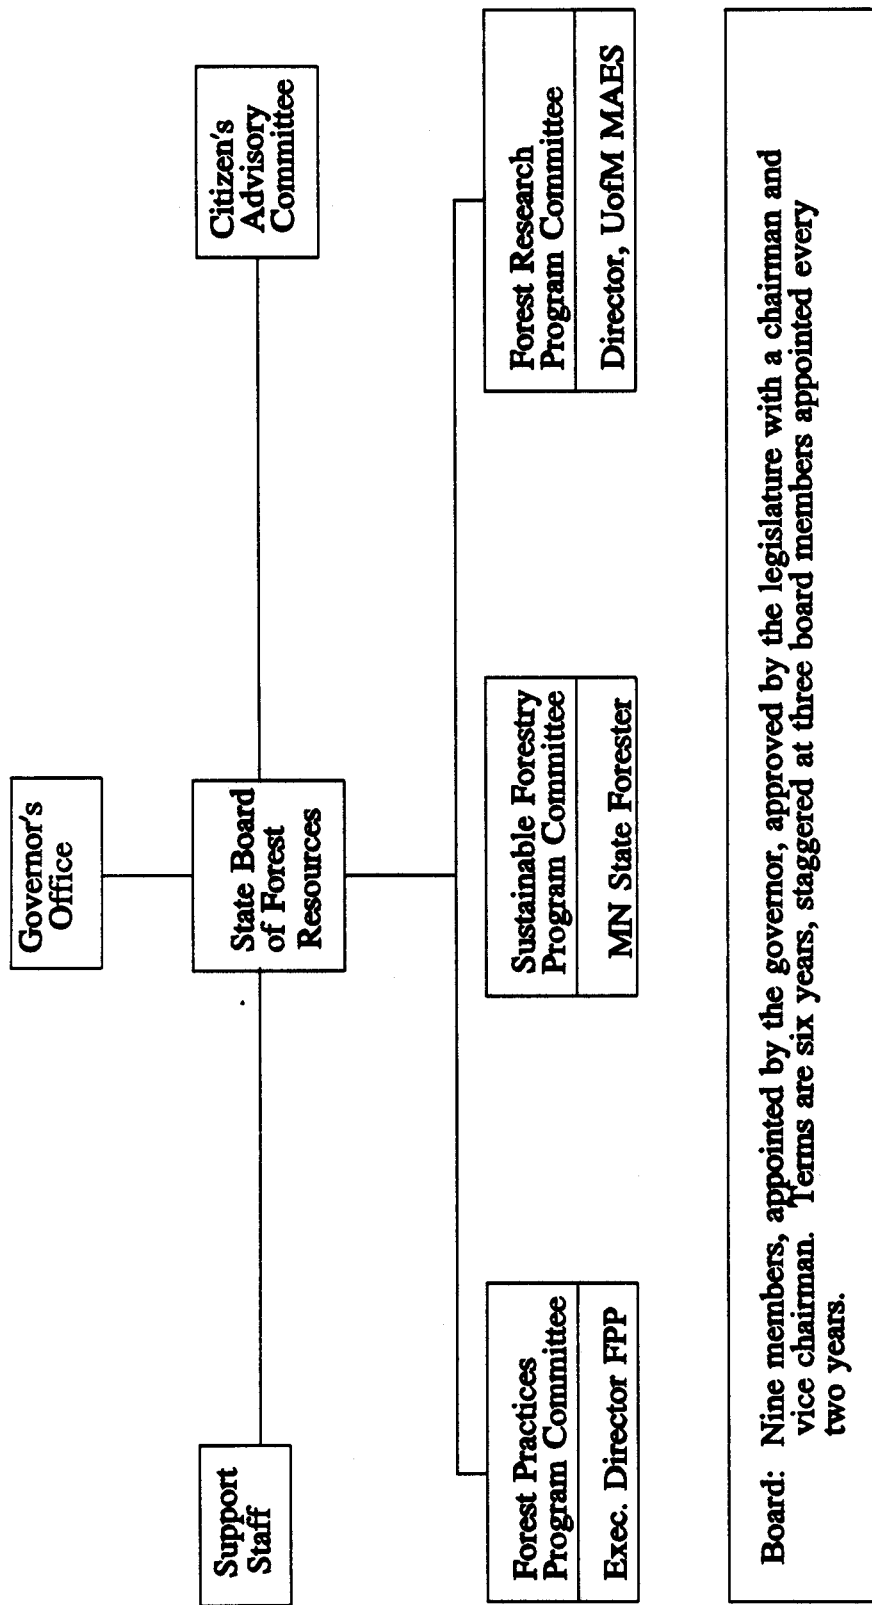 Governor's
Office
Support
Staff
State Board
of Forest
Resources
Citizen's
Advisory
Committee
Forest Practices
Program Committee
Exec. Director FPP
Sustainable Forestry
Program Committee
MN State Forester
Forest Research
Program Committee
Director, UofM MAES
Board: Nine members, appointed by the governor, approved by the legislature with a chairman and
vice chairman. Terms are six years, staggered at three board members appointed every
two years.